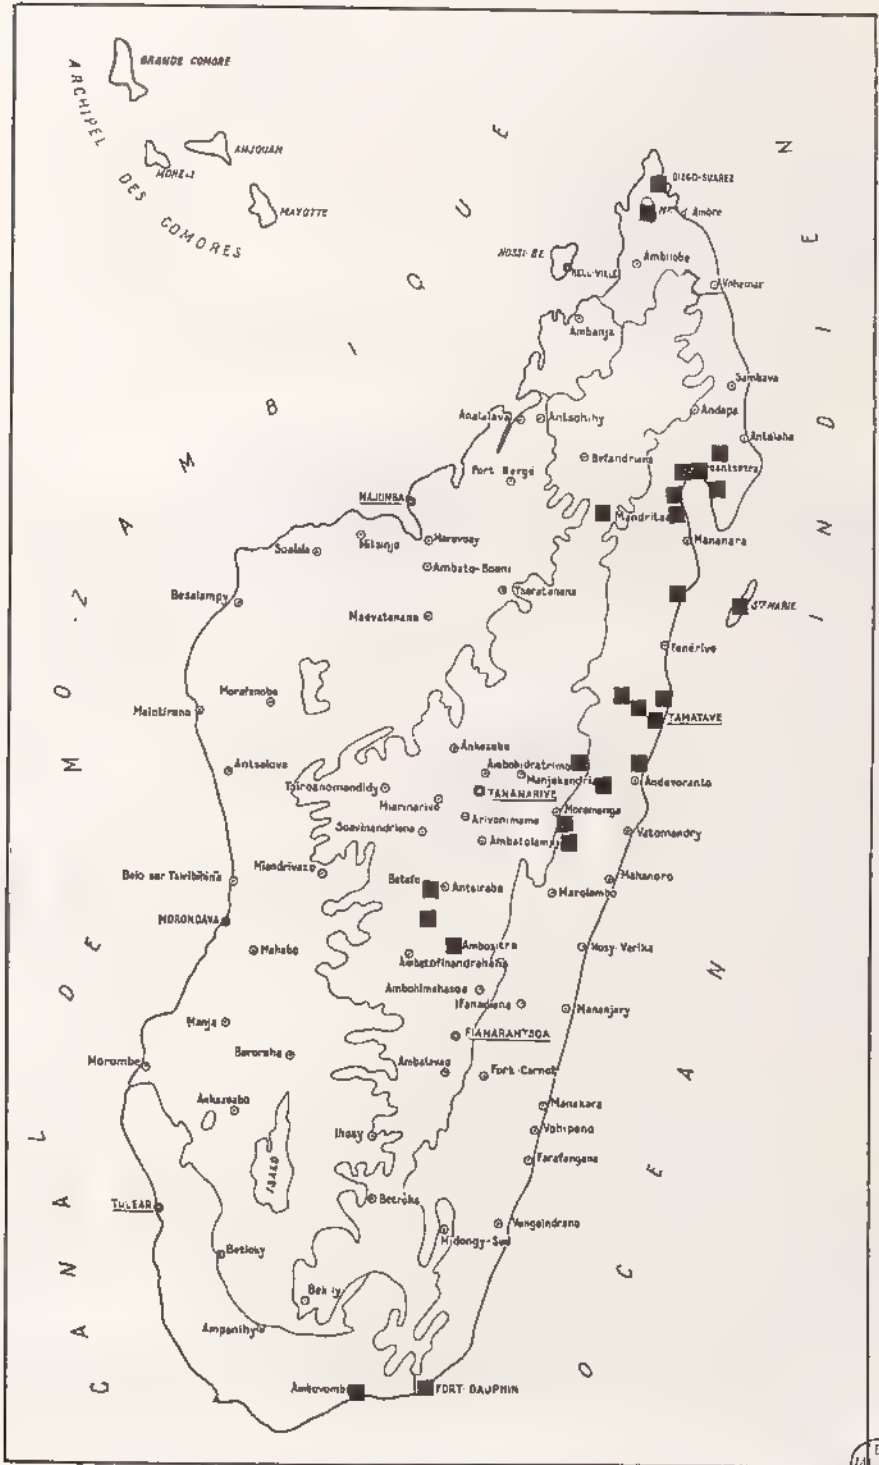 GRANDE COMORE
ARCHIPEL DES COMORES
MOHELI
ANJOUAN
MAYOTTE
CANAL DE MOZAMBIQUE
OCEAN INDIEN
DIEGO-SUAREZ
Ambilobe
NOSSI-BE
HELL-VILLE
Vohemar
Ambanja
Sambava
Andapa
Analalava
Antsohihy
Antalaha
Befandriana
Port Bergé
MAJUNGA
Mandritsa
Mananara
Soalala
Mitsinjo
Marovoay
Ambato-Boeni
Besalampy
Tsaratanana
Maevatanana
Ste MARIE
Fenérive
Morafenobe
Maintirano
TAMATAVE
Ankazobe
Antsalova
Ambohidratrimo
Manjakandria
Andevoranto
Tsiroanomandidy
TANANARIVE
Miarinarivo
Moramanga
Arivonimamo
Soavinandriana
Ambatolampy
Vatomandry
Miandrivazo
Belo sur Tsiribihina
Betafo
Antsirabe
Mahanoro
Marolambo
MORONDAVA
Mahabo
Ambositra
Nosy-Varika
Ambatofinandrahana
Ambohimahasoa
Ifanadiana
Mananjary
Manja
FIANARANTSOA
Beroroha
Morombe
Ambalavao
Fort-Carnot
Ankazoabo
Manakara
Vohipeno
Ihosy
Farafangana
ISALO
TULEAR
Betroka
Vangaindrano
Midongy-Sud
Betioky
Bekily
Ampanihy
Ambovombe
FORT-DAUPHIN